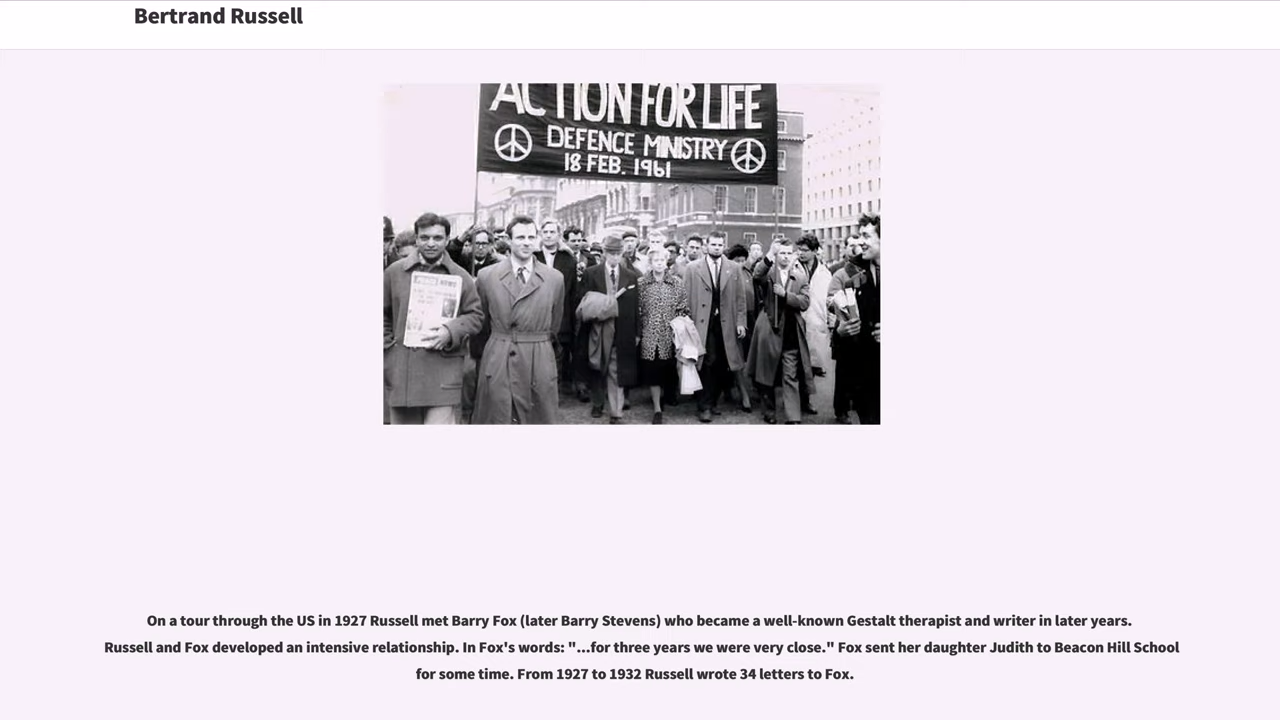 Bertrand Russell
ACTION FOR LIFE
DEFENCE MINISTRY
18 FEB. 1961
NEWS
On a tour through the US in 1927 Russell met Barry Fox (later Barry Stevens) who became a well-known Gestalt therapist and writer in later years.
Russell and Fox developed an intensive relationship. In Fox's words: "...for three years we were very close." Fox sent her daughter Judith to Beacon Hill School
for some time. From 1927 to 1932 Russell wrote 34 letters to Fox.